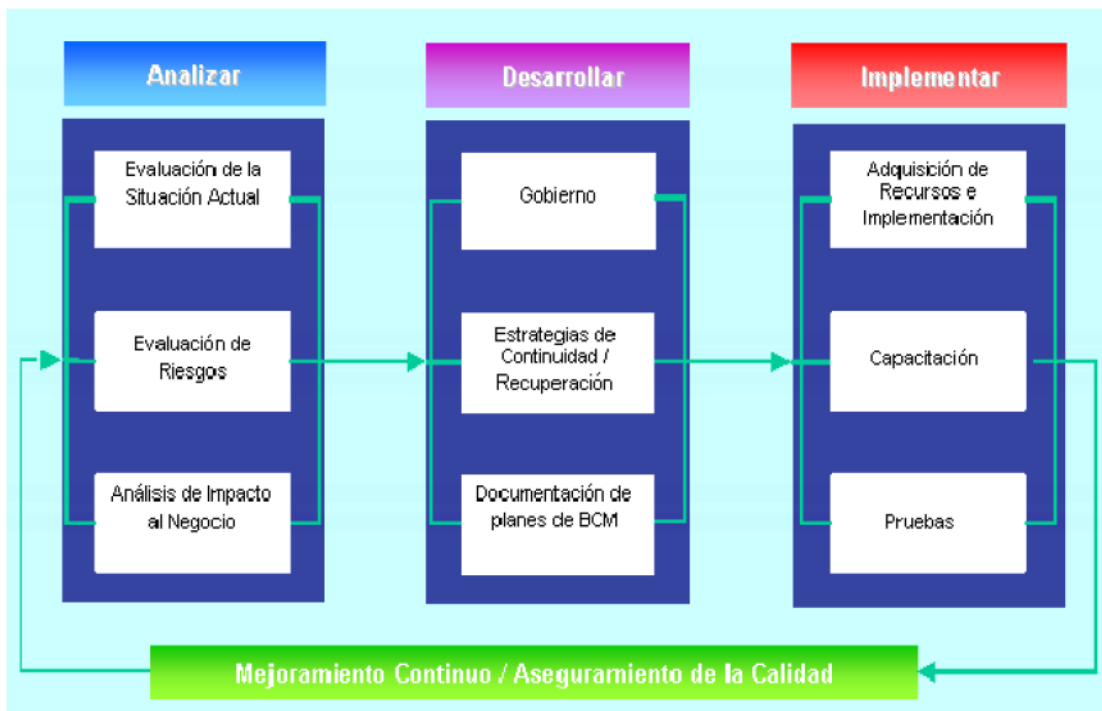 Analizar
Evaluación de la
Situación Actual
Evaluación de
Riesgos
Análisis de Impacto
al Negocio
Desarrollar
Gobierno
Estrategias de
Continuidad /
Recuperación
Documentación de
planes de BCM
Implementar
Adquisición de
Recursos e
Implementación
Capacitación
Pruebas
Mejoramiento Continuo / Aseguramiento de la Calidad